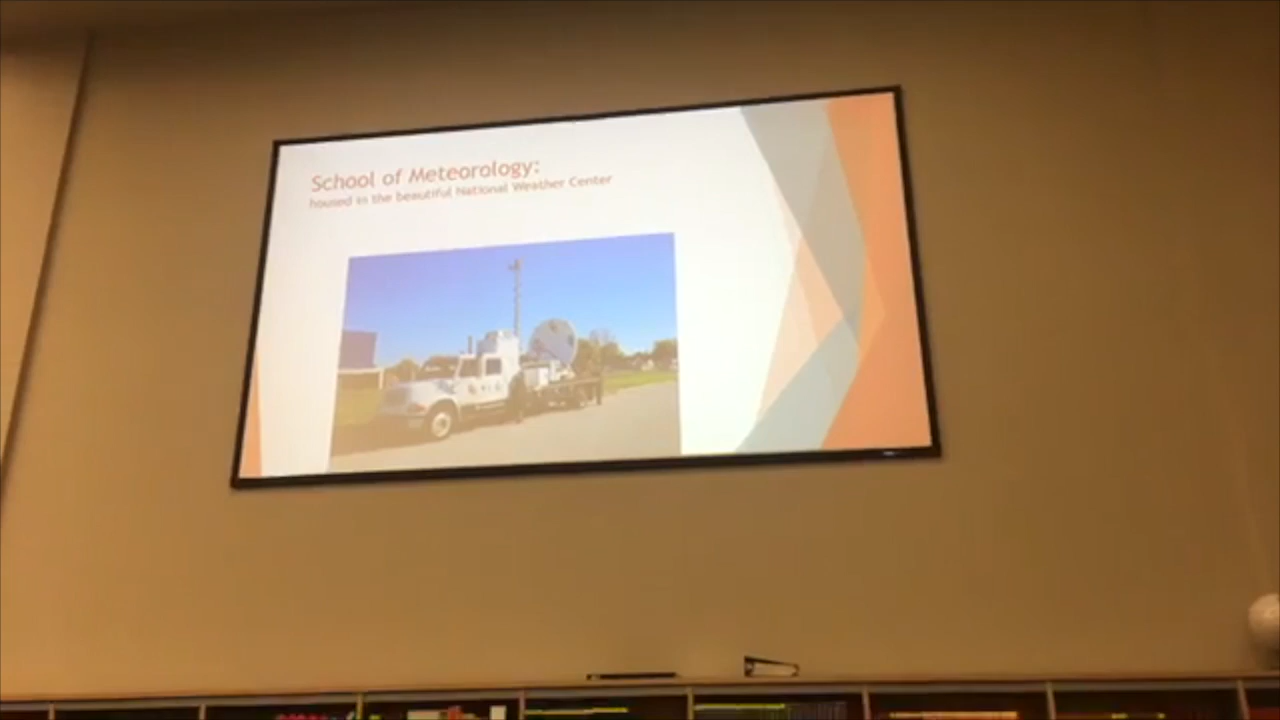 School of Meteorology:
housed in the beautiful National Weather Center